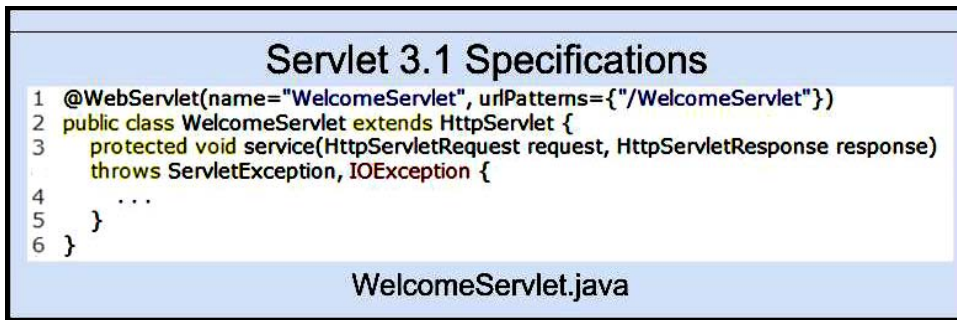 Servlet 3.1 Specifications
1 @WebServlet(name="WelcomeServlet", urlPatterns={"/WelcomeServlet"})
2 public class WelcomeServlet extends HttpServlet {
3 protected void service(HttpServletRequest request, HttpServletResponse response)
throws ServletException, IOException {
4 ...
5 }
6 }
WelcomeServlet.java